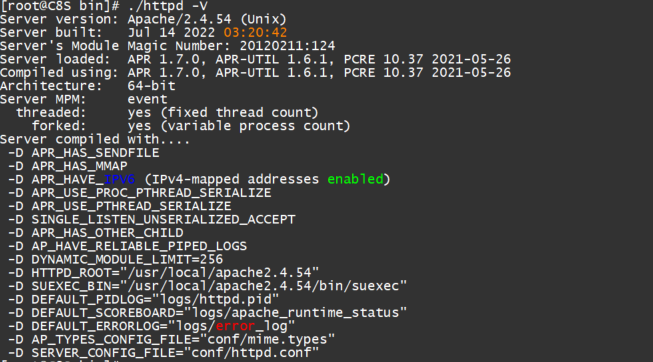 [root@C8S bin]# ./httpd -V
Server version: Apache/2.4.54 (Unix)
Server built:   Jul 14 2022 03:20:42
Server's Module Magic Number: 20120211:124
Server loaded:  APR 1.7.0, APR-UTIL 1.6.1, PCRE 10.37 2021-05-26
Compiled using: APR 1.7.0, APR-UTIL 1.6.1, PCRE 10.37 2021-05-26
Architecture:   64-bit
Server MPM:     event
  threaded:     yes (fixed thread count)
    forked:     yes (variable process count)
Server compiled with....
 -D APR_HAS_SENDFILE
 -D APR_HAS_MMAP
 -D APR_HAVE_IPV6 (IPv4-mapped addresses enabled)
 -D APR_USE_PROC_PTHREAD_SERIALIZE
 -D APR_USE_PTHREAD_SERIALIZE
 -D SINGLE_LISTEN_UNSERIALIZED_ACCEPT
 -D APR_HAS_OTHER_CHILD
 -D AP_HAVE_RELIABLE_PIPED_LOGS
 -D DYNAMIC_MODULE_LIMIT=256
 -D HTTPD_ROOT="/usr/local/apache2.4.54"
 -D SUEXEC_BIN="/usr/local/apache2.4.54/bin/suexec"
 -D DEFAULT_PIDLOG="logs/httpd.pid"
 -D DEFAULT_SCOREBOARD="logs/apache_runtime_status"
 -D DEFAULT_ERRORLOG="logs/error_log"
 -D AP_TYPES_CONFIG_FILE="conf/mime.types"
 -D SERVER_CONFIG_FILE="conf/httpd.conf"